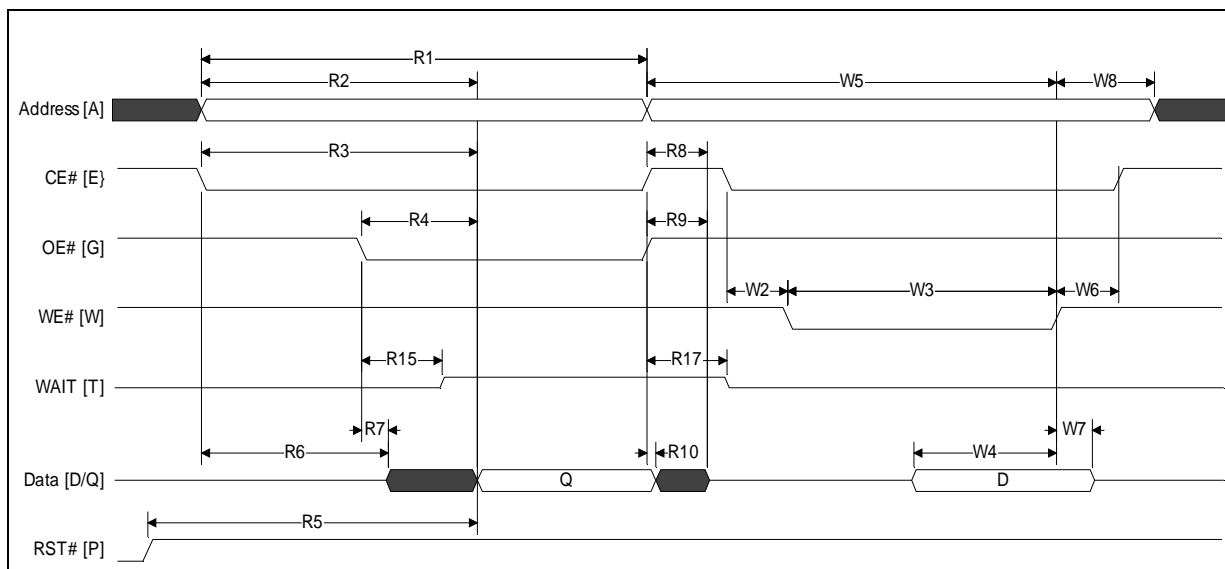 R1
R2
W5
W8
Address [A]
R3
R8
CE# [E}
R4
R9
OE# [G]
W2
W3
W6
WE# [W]
R15
R17
WAIT [T]
R7
W7
R6
R10
W4
Data [D/Q]
Q
D
R5
RST# [P]